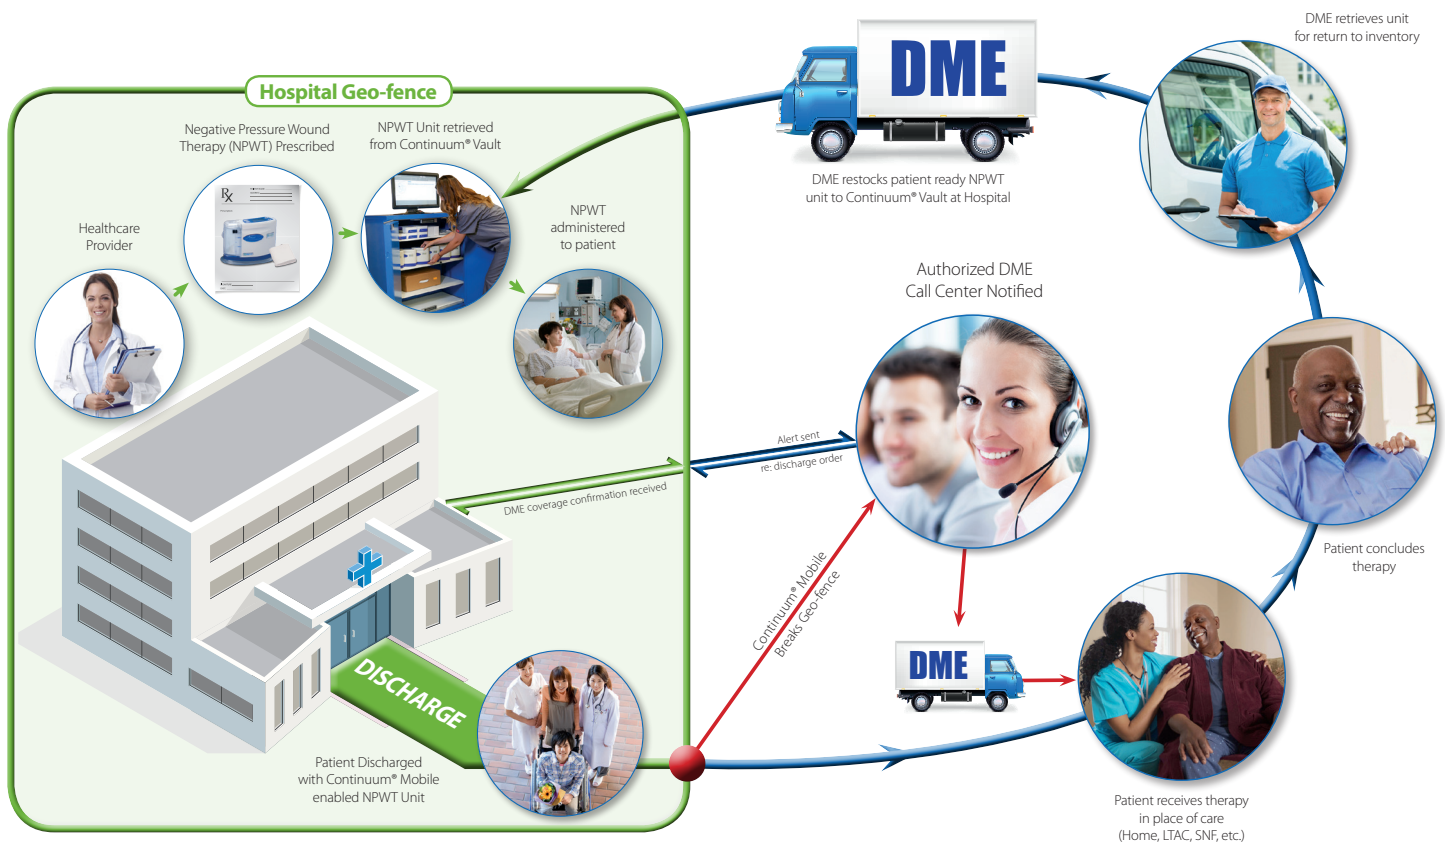 Hospital Geo-fence
Healthcare
Provider
Negative Pressure Wound
Therapy (NPWT) Prescribed
Rx
NPWT Unit retrieved
from Continuum® Vault
NPWT
administered
to patient
DME
DME restocks patient ready NPWT
unit to Continuum® Vault at Hospital
DME retrieves unit
for return to inventory
Authorized DME
Call Center Notified
Alert sent
re: discharge order
DME coverage confirmation received
Continuum® Mobile
Breaks Geo-fence
DME
DISCHARGE
Patient Discharged
with Continuum® Mobile
enabled NPWT Unit
Patient concludes
therapy
Patient receives therapy
in place of care
(Home, LTAC, SNF, etc.)